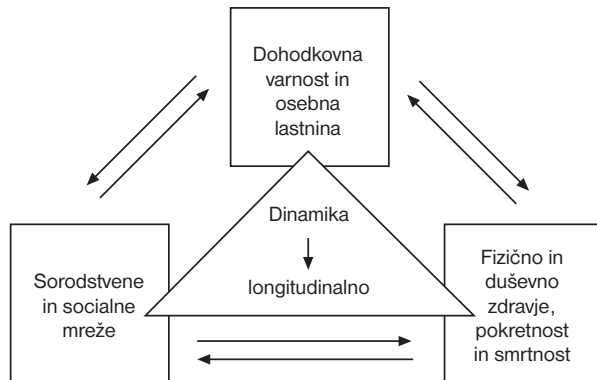 Dohodkovna
varnost in
osebna
lastnina
Dinamika
longitudinalno
Sorodstvene
in socialne
mreže
Fizično in
duševno
zdravje,
pokretnost
in smrtnost